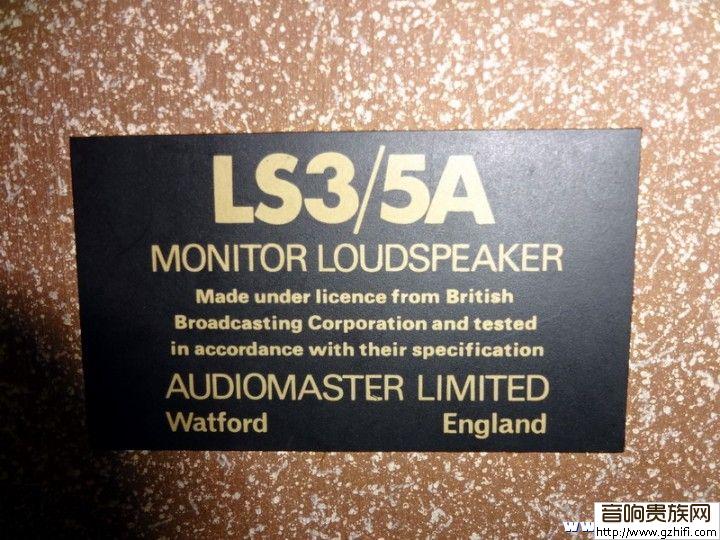 LS3/5A
MONITOR LOUDSPEAKER
Made under licence from British
Broadcasting Corporation and tested
in accordance with their specification
AUDIOMASTER LIMITED
Watford England
音响贵族网
http://www.gzhifi.com